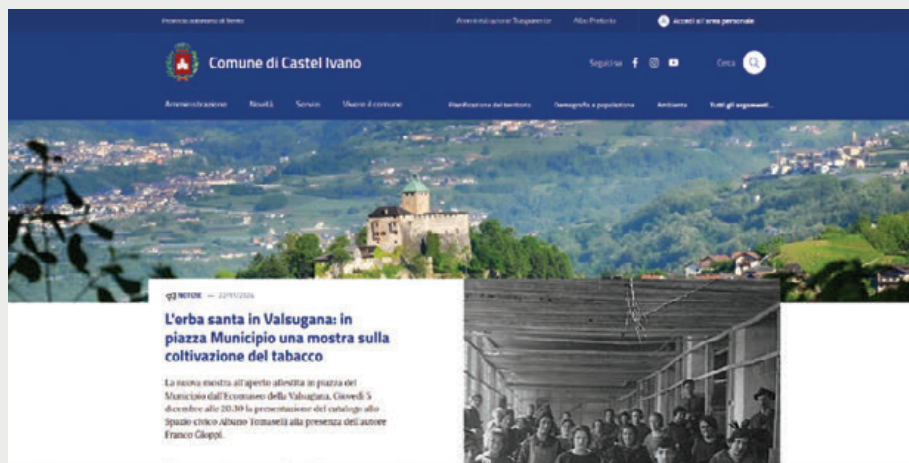 Provincia autonoma di Trento
Amministrazione Trasparente
Albo Pretorio
Accedi all'area personale
Comune di Castel Ivano
Seguici su
Cerca
Amministrazione
Novità
Servizi
Vivere il comune
Pianificazione del territorio
Demografia e popolazione
Ambiente
Tutti gli argomenti...
NOTIZIE — 22/11/2024
L'erba santa in Valsugana: in
piazza Municipio una mostra sulla
coltivazione del tabacco
La nuova mostra all'aperto allestita in piazza del
Municipio dall'Ecomuseo della Valsugana. Giovedì 5
dicembre alle 20.30 la presentazione del catalogo allo
Spazio civico Albano Tomaselli alla presenza dell'autore
Franco Gioppi.